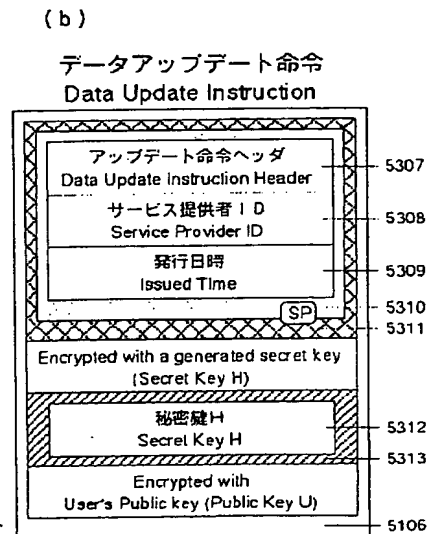 (b)
データアップデート命令
Data Update Instruction
アップデート命令ヘッダ
Data Update Instruction Header
5307
サービス提供者ID
Service Provider ID
5308
発行日時
Issued Time
5309
SP
5310
5311
Encrypted with a generated secret key
(Secret Key H)
秘密鍵H
Secret Key H
5312
5313
Encrypted with
User's Public key (Public Key U)
5106